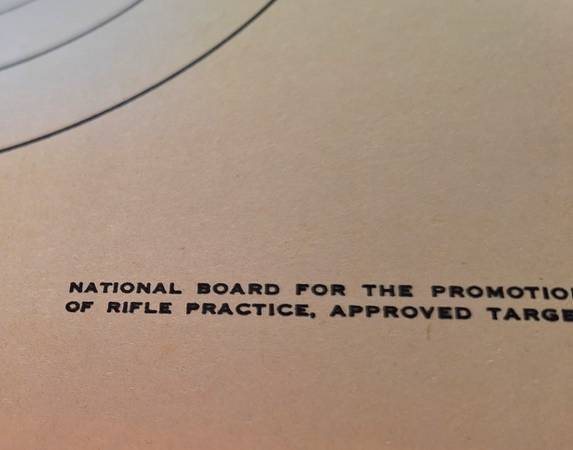 NATIONAL BOARD FOR THE PROMOTIO
OF RIFLE PRACTICE, APPROVED TARGE